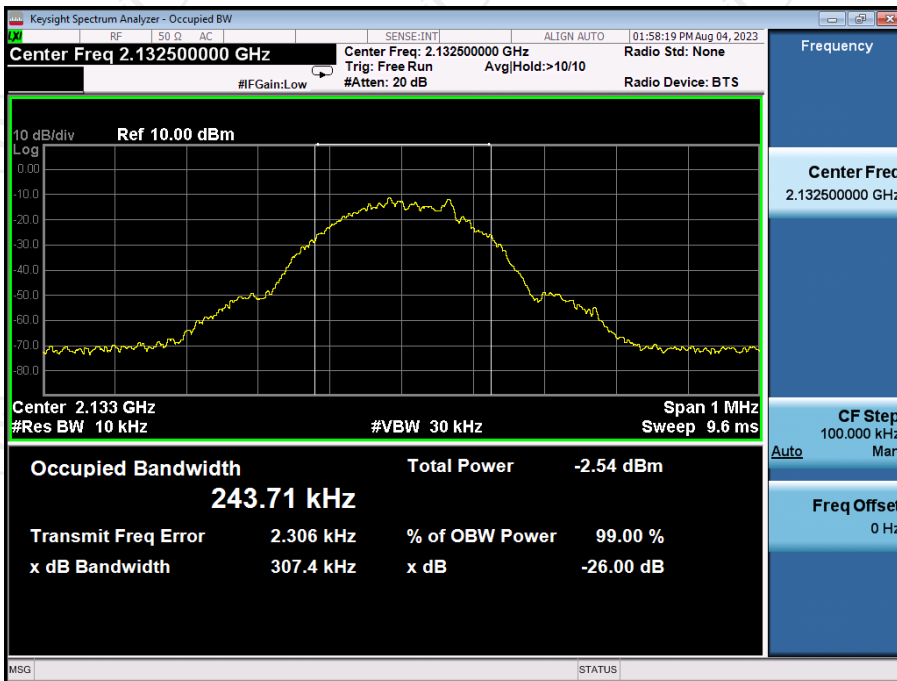 Keysight Spectrum Analyzer - Occupied BW
LXI RF 50 Ω AC SENSE:INT ALIGN AUTO 01:58:19 PM Aug 04, 2023
Center Freq 2.132500000 GHz
Center Freq: 2.132500000 GHz
Radio Std: None
Trig: Free Run Avg|Hold:>10/10
#IFGain:Low #Atten: 20 dB Radio Device: BTS
10 dB/div Ref 10.00 dBm
Log
0.00
-10.0
-20.0
-30.0
-40.0
-50.0
-60.0
-70.0
-80.0
Center 2.133 GHz Span 1 MHz
#Res BW 10 kHz #VBW 30 kHz Sweep 9.6 ms
Occupied Bandwidth Total Power -2.54 dBm
243.71 kHz
Transmit Freq Error 2.306 kHz % of OBW Power 99.00 %
x dB Bandwidth 307.4 kHz x dB -26.00 dB
MSG STATUS
Frequency
Center Freq
2.132500000 GHz
CF Step
100.000 kHz
Auto Man
Freq Offset
0 Hz